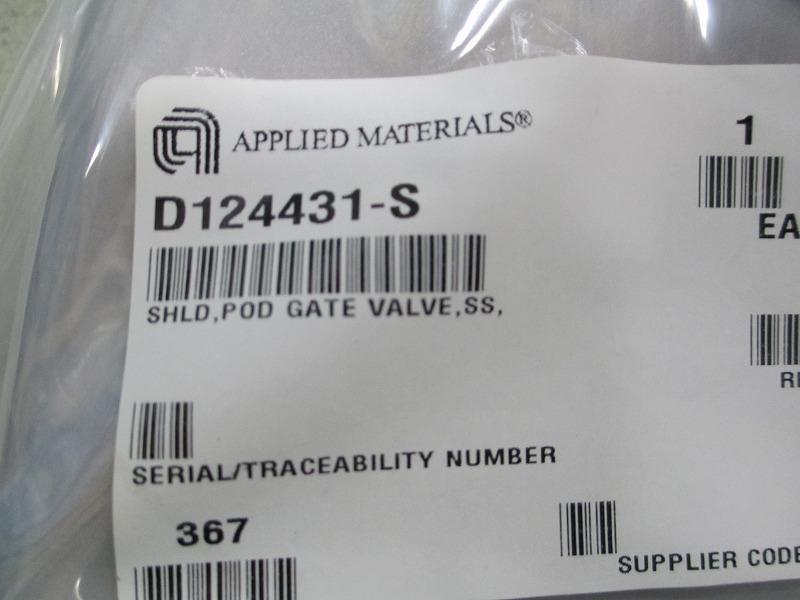 APPLIED MATERIALS®
1
D124431-S
EA
SHLD,POD GATE VALVE,SS,
SERIAL/TRACEABILITY NUMBER
367
SUPPLIER CODE